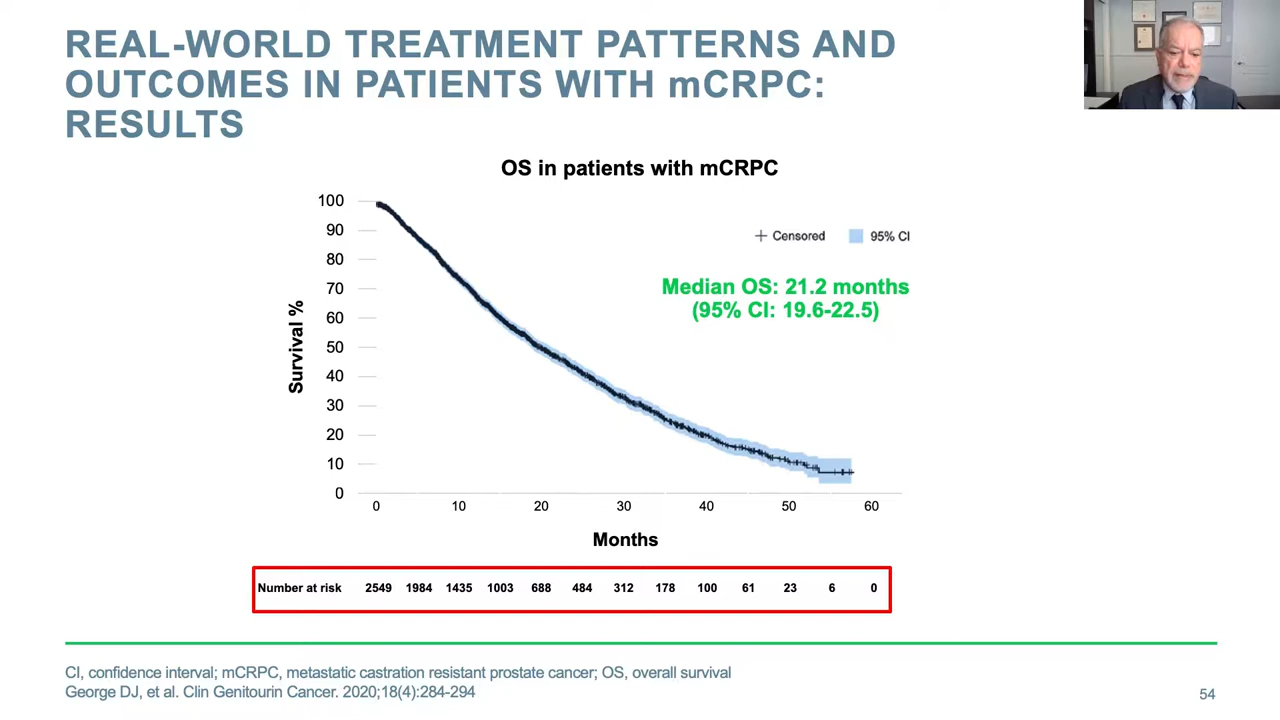 REAL-WORLD TREATMENT PATTERNS AND
OUTCOMES IN PATIENTS WITH mCRPC:
RESULTS
OS in patients with mCRPC
Censored 95% CI
Median OS: 21.2 months
(95% CI: 19.6-22.5)
Survival %
100
90
80
70
60
50
40
30
20
10
0
0 10 20 30 40 50 60
Months
Number at risk 2549 1984 1435 1003 688 484 312 178 100 61 23 6 0
CI, confidence interval; mCRPC, metastatic castration resistant prostate cancer; OS, overall survival
George DJ, et al. Clin Genitourin Cancer. 2020;18(4):284-294
54